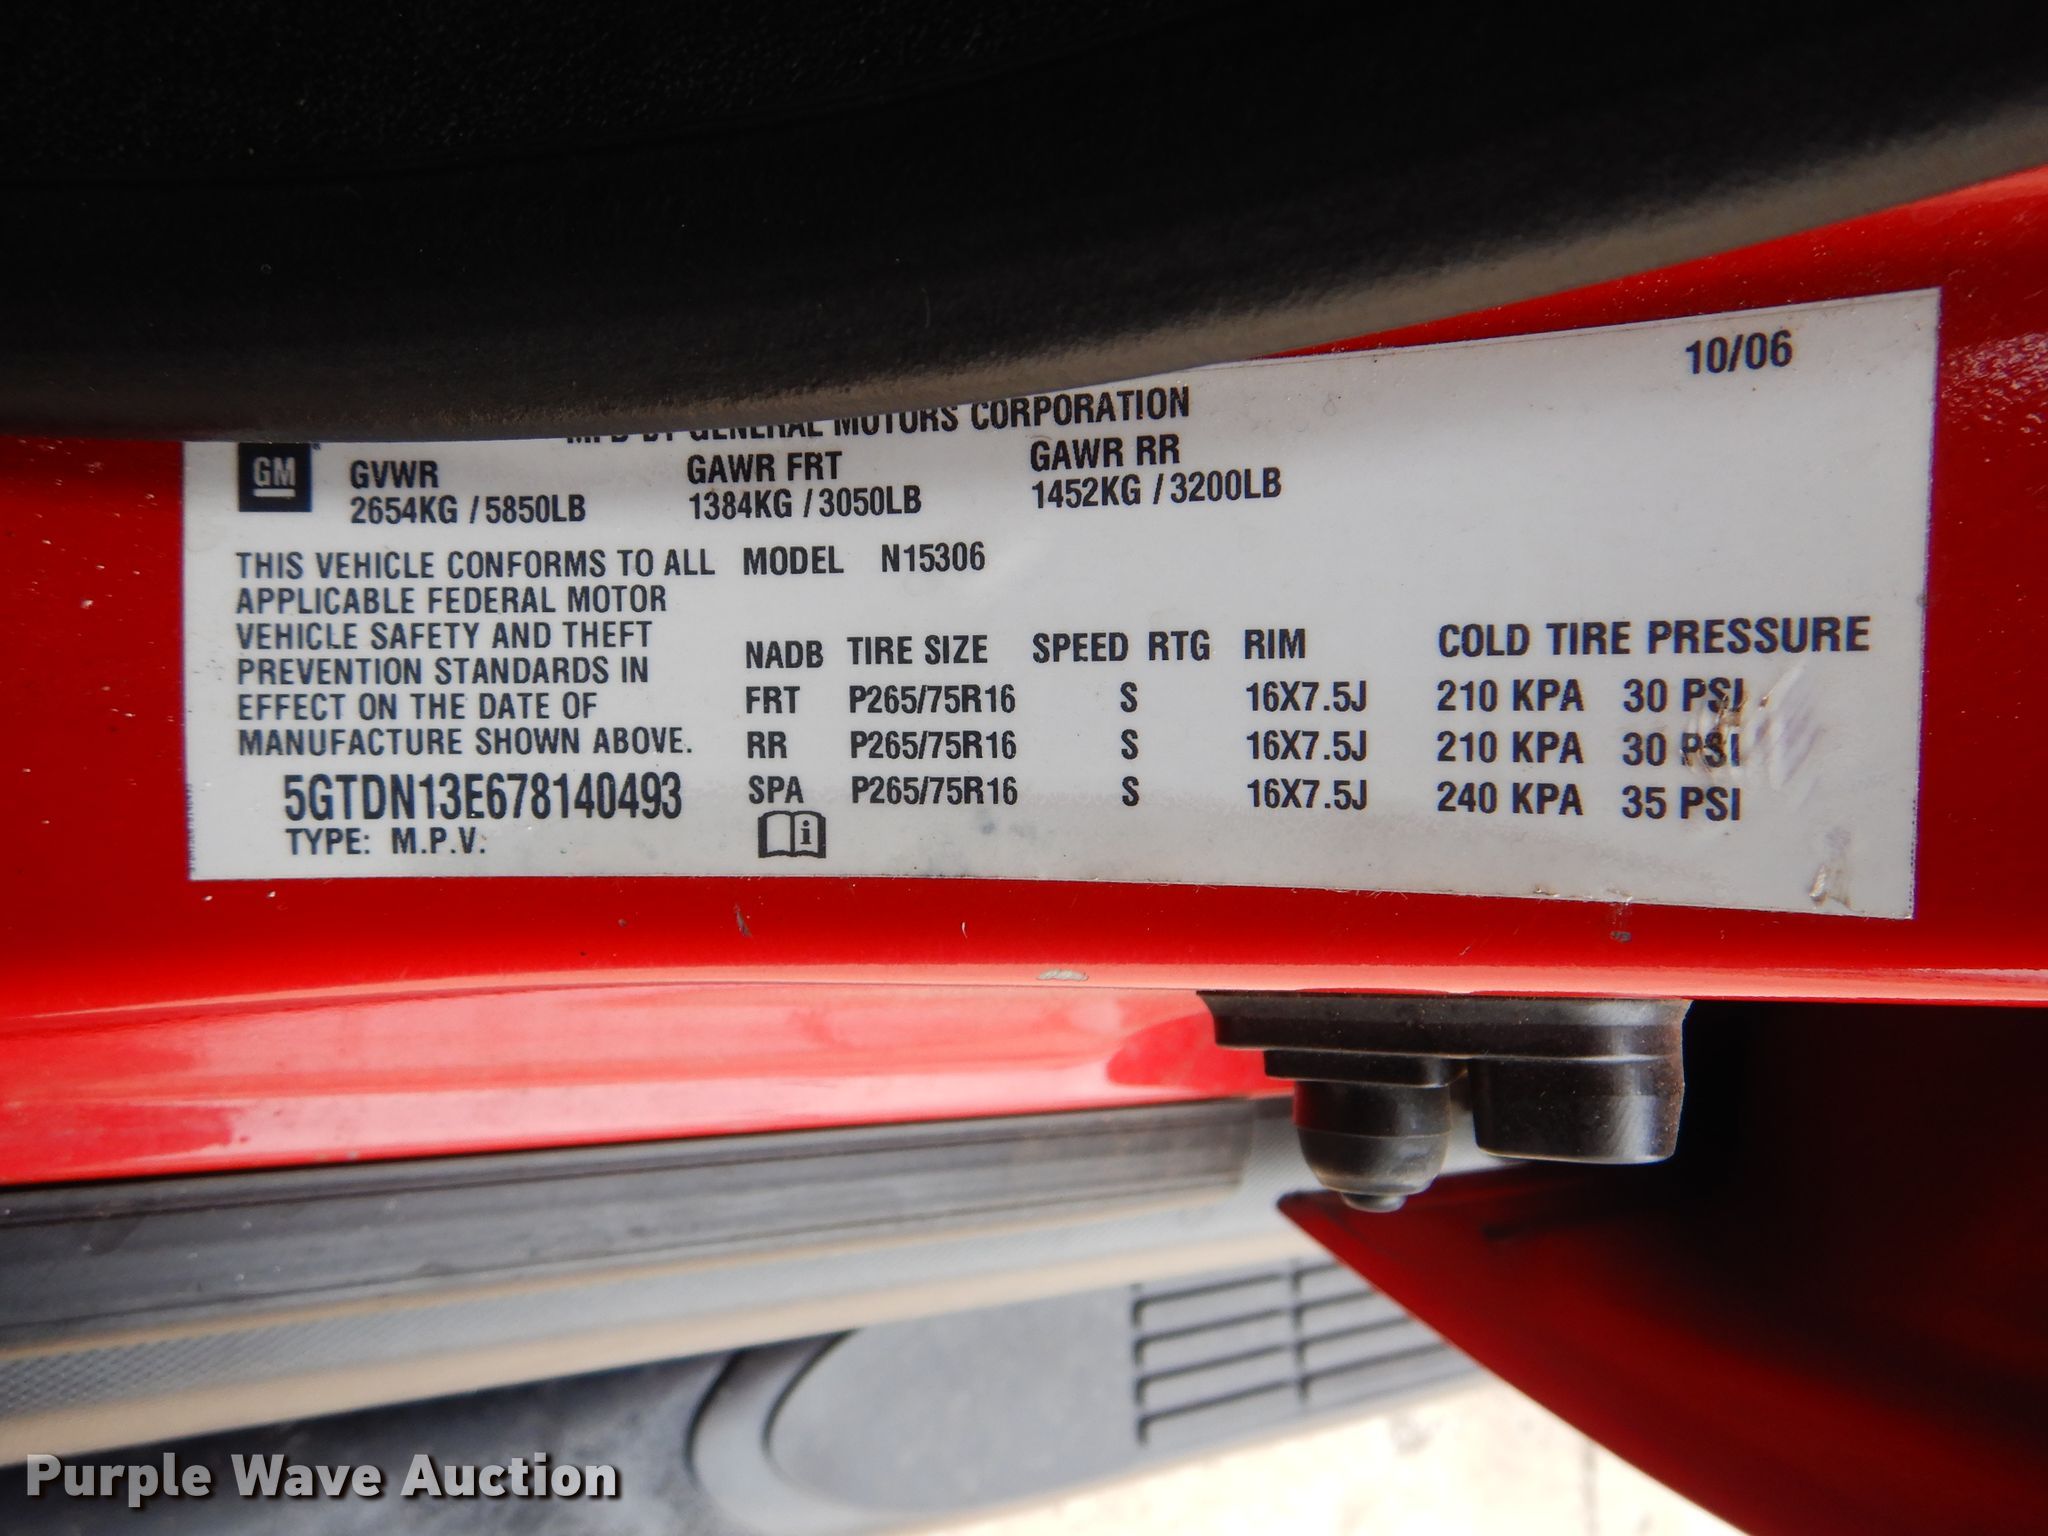 10/06
MFD BY GENERAL MOTORS CORPORATION
GM
GVWR GAWR FRT GAWR RR
2654KG / 5850LB 1384KG / 3050LB 1452KG / 3200LB
THIS VEHICLE CONFORMS TO ALL
APPLICABLE FEDERAL MOTOR
VEHICLE SAFETY AND THEFT
PREVENTION STANDARDS IN
EFFECT ON THE DATE OF
MANUFACTURE SHOWN ABOVE.
5GTDN13E678140493
TYPE: M.P.V.
MODEL N15306
NADB TIRE SIZE SPEED RTG RIM COLD TIRE PRESSURE
FRT P265/75R16 S 16X7.5J 210 KPA 30 PSI
RR P265/75R16 S 16X7.5J 210 KPA 30 PSI
SPA P265/75R16 S 16X7.5J 240 KPA 35 PSI
i
Purple Wave Auction